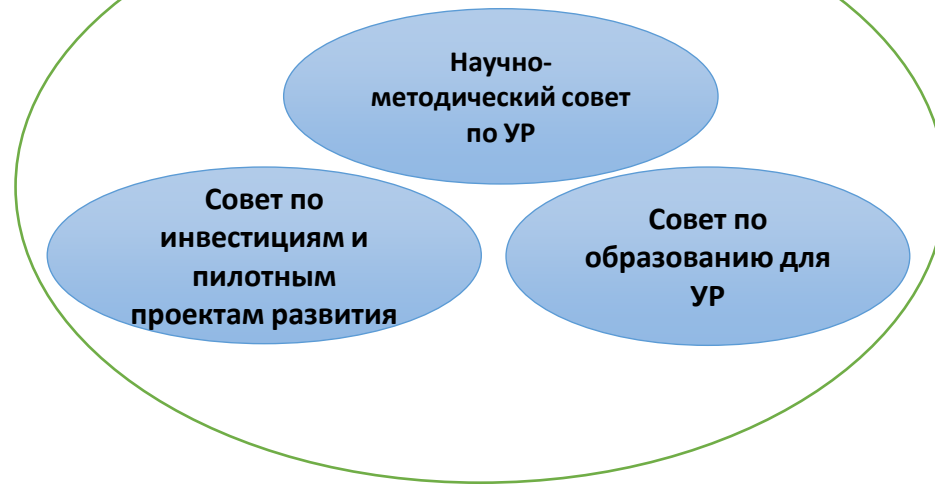 Научно-
методический совет
по УР
Совет по
инвестициям и
пилотным
проектам развития
Совет по
образованию для
УР